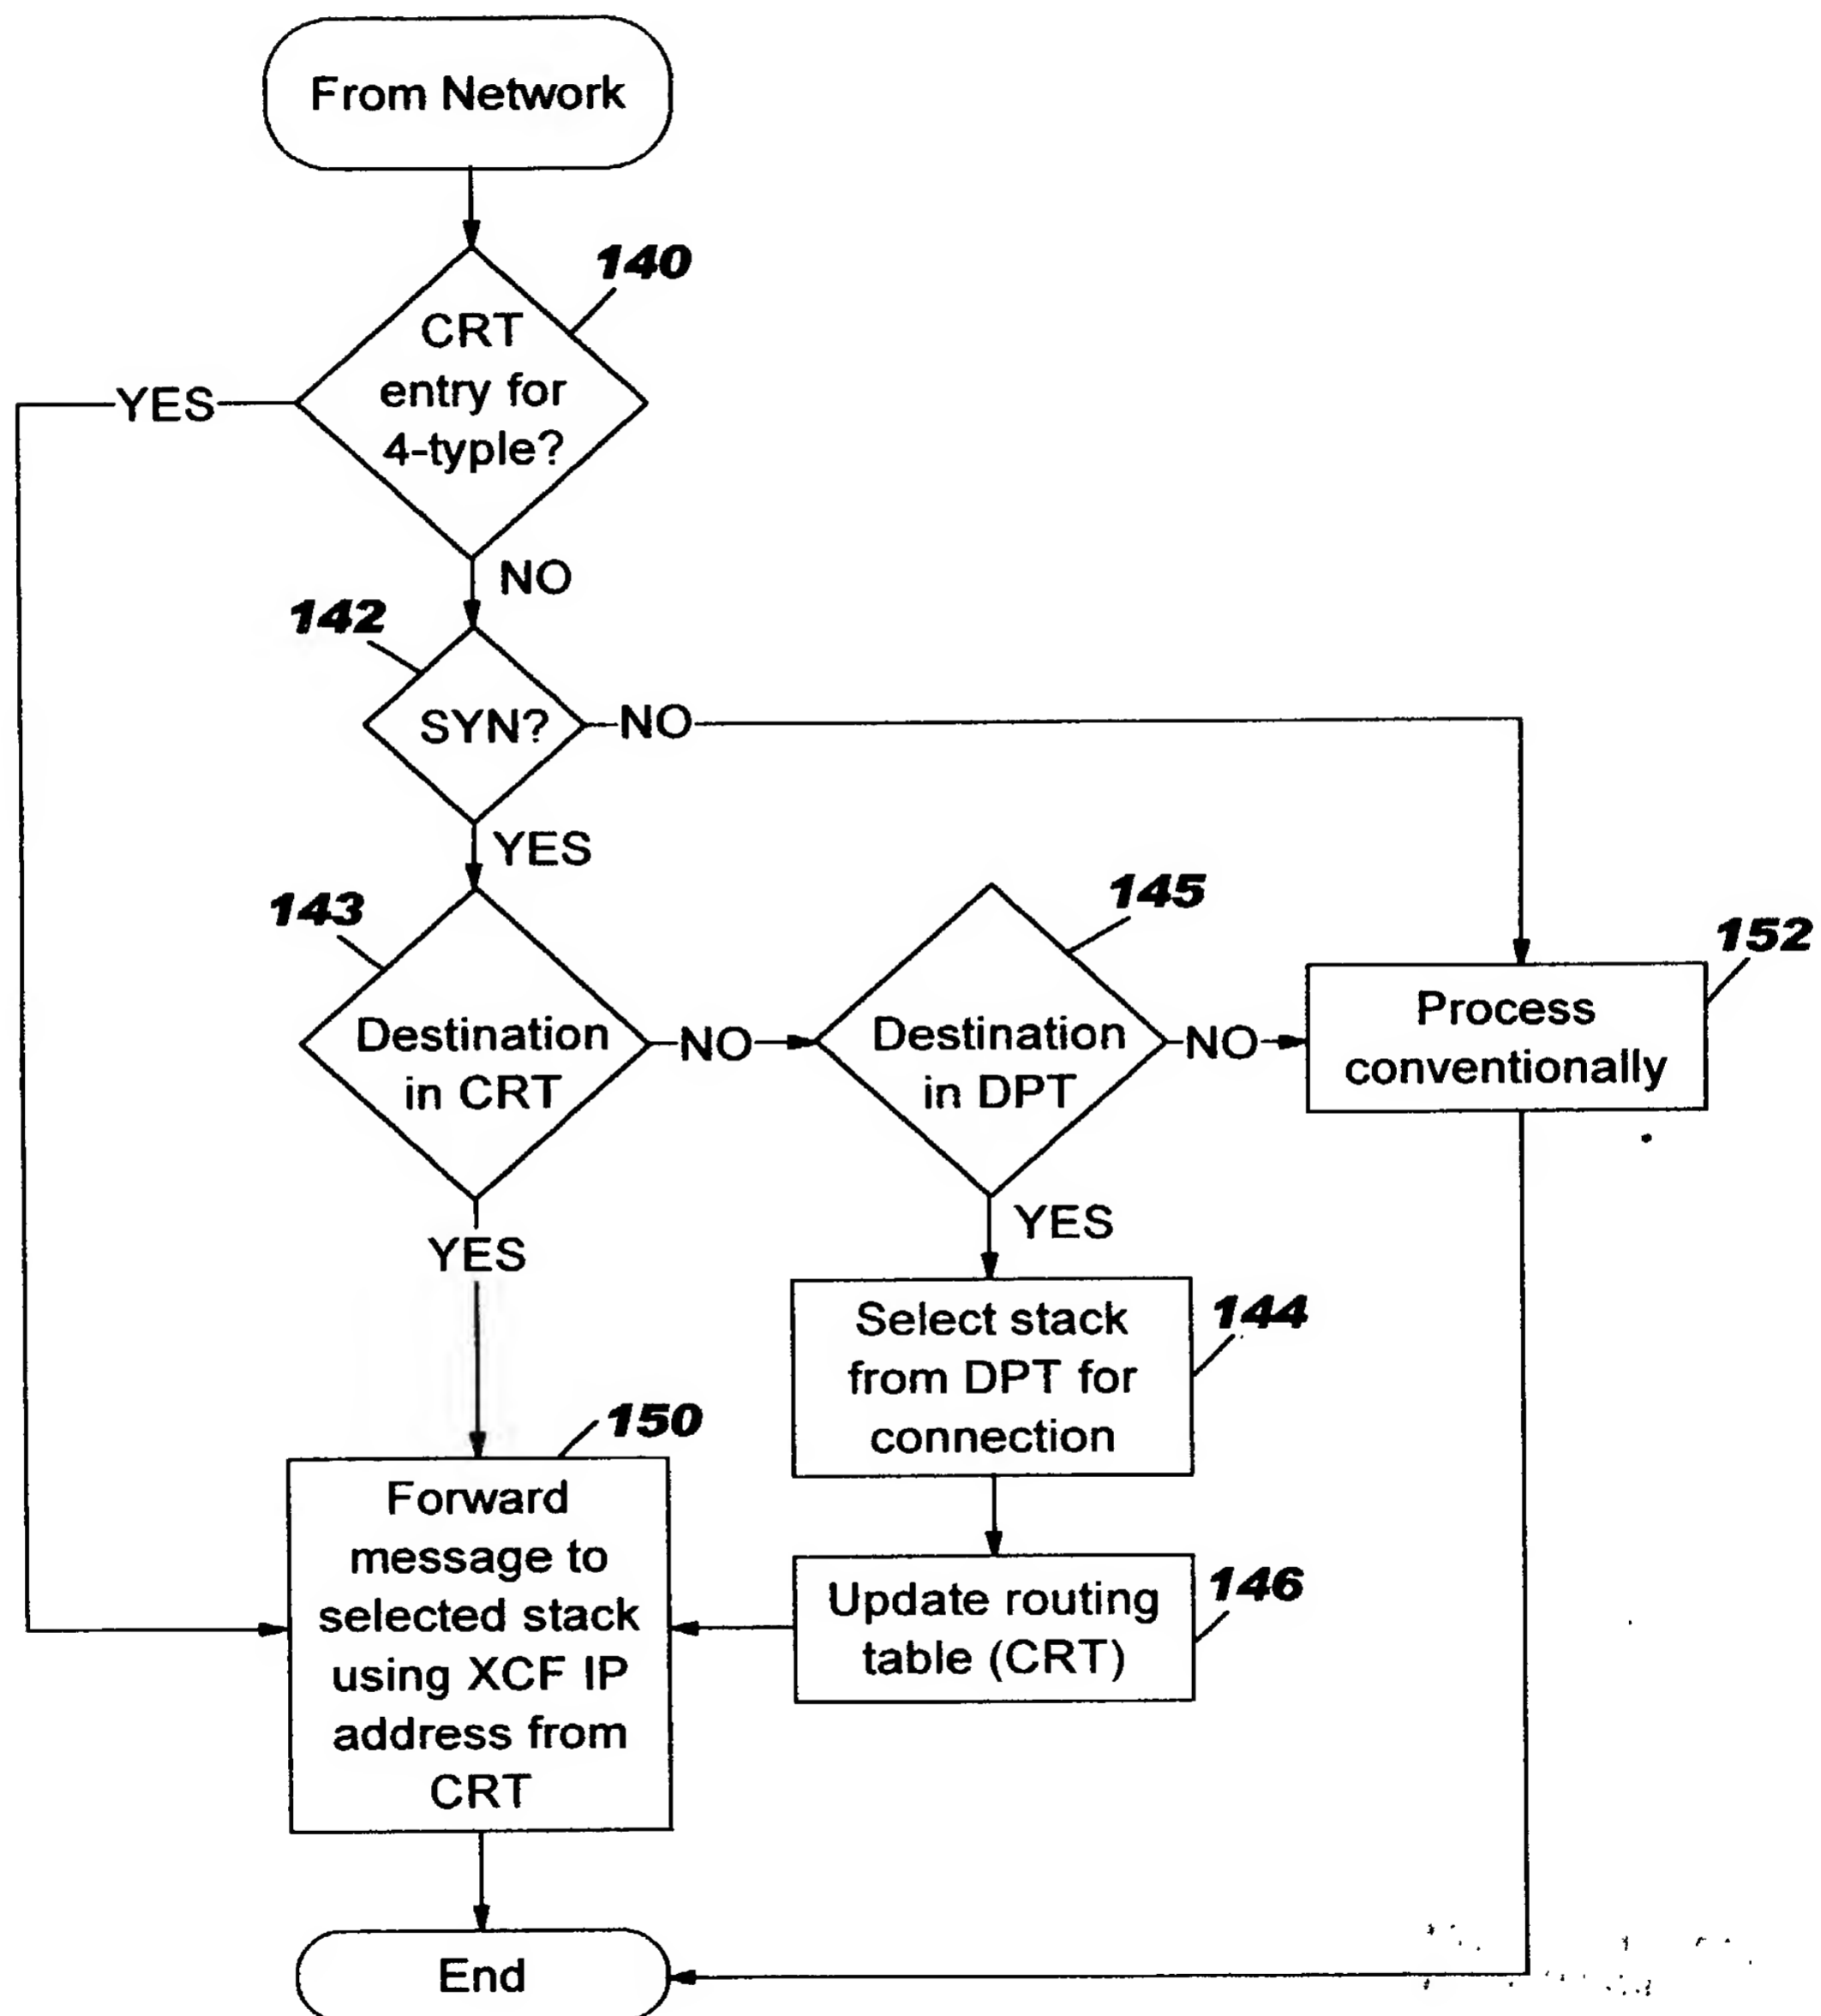 From Network
140
CRT
entry for
4-typle?
YES
NO
142
SYN?
NO
YES
143
145
152
Destination
in CRT
NO
Destination
in DPT
NO
Process
conventionally
YES
YES
Select stack
from DPT for
connection
144
150
Forward
message to
selected stack
using XCF IP
address from
CRT
Update routing
table (CRT)
146
End